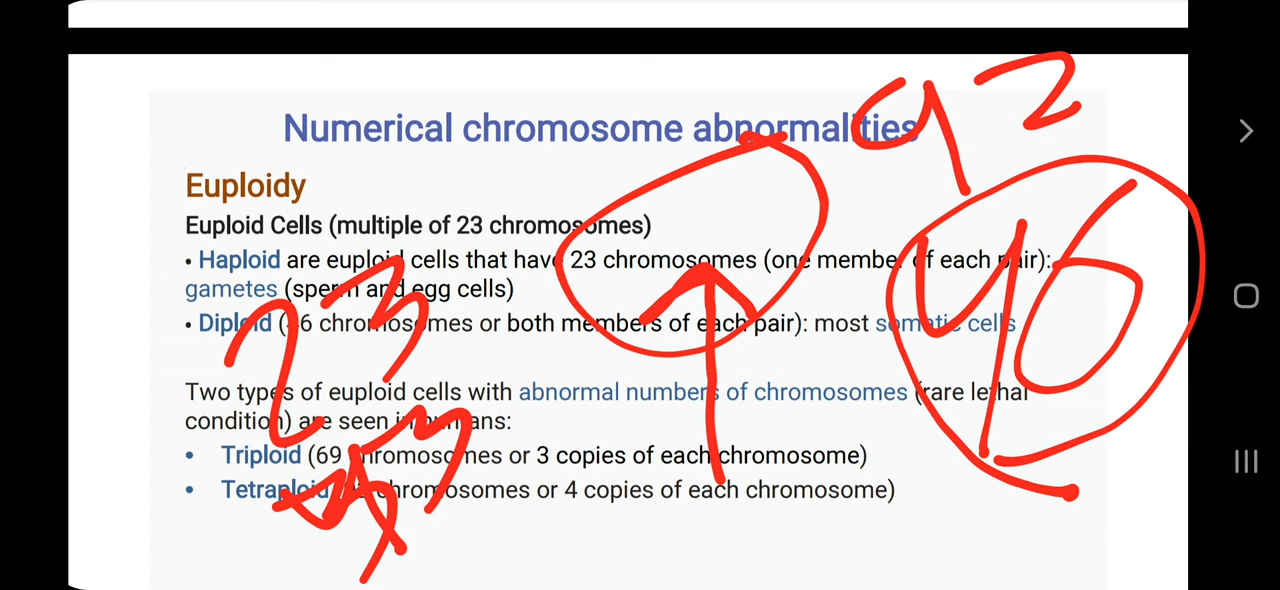 Numerical chromosome abnormalities
92
Euploidy
Euploid Cells (multiple of 23 chromosomes)
• Haploid are euploid cells that have 23 chromosomes (one member of each pair):
gametes (sperm and egg cells)
46
23
• Diploid (46 chromosomes or both members of each pair): most somatic cells
Two types of euploid cells with abnormal numbers of chromosomes (rare lethal
condition) are seen in humans:
• Triploid (69 chromosomes or 3 copies of each chromosome)
• Tetraploid chromosomes or 4 copies of each chromosome)